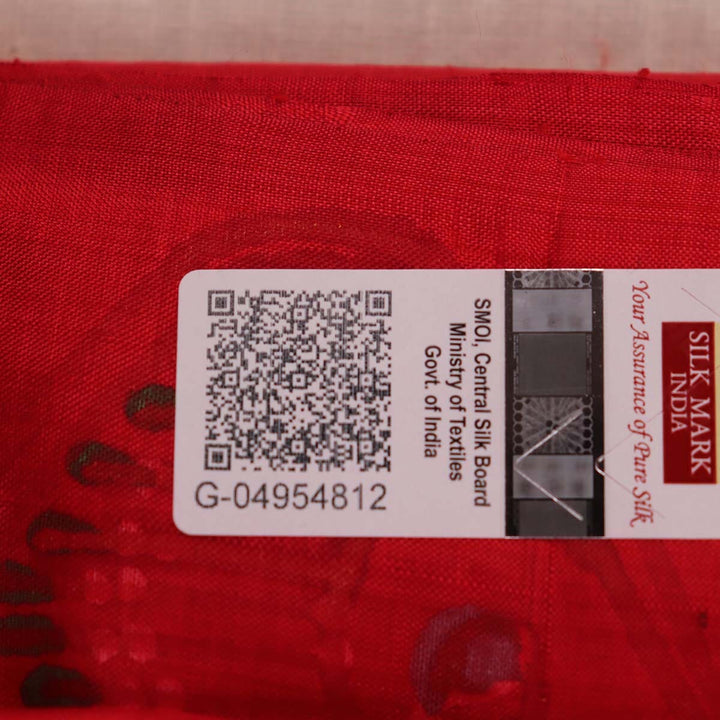 G-04954812
SMOI, Central Silk Board
Ministry of Textiles
Govt. of India
Your Assurance of Pure Silk
SILK MARK
INDIA